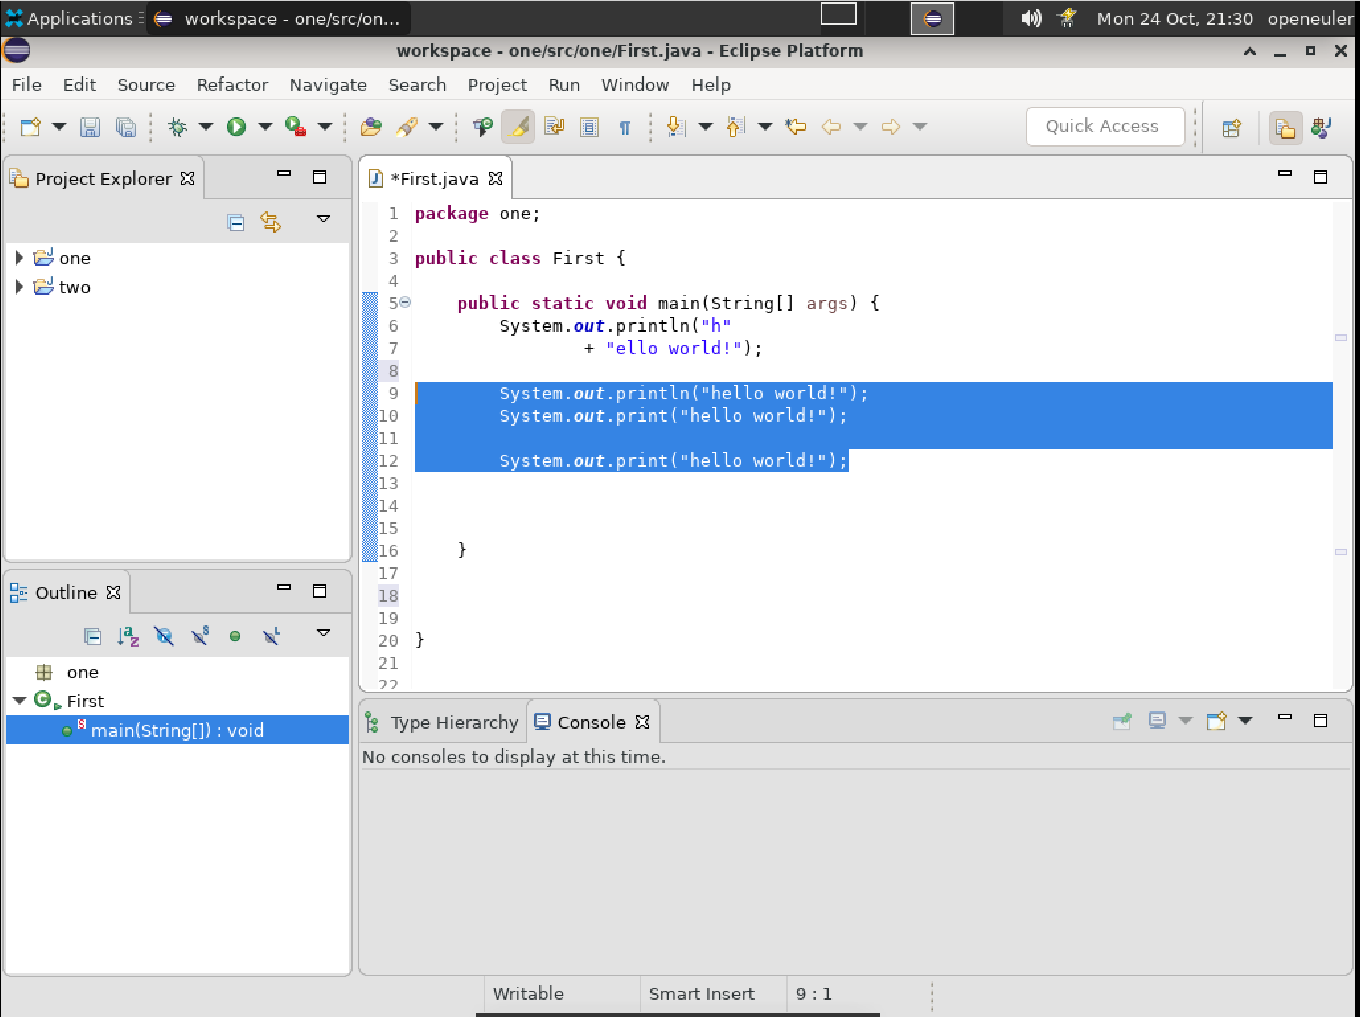 Applications
workspace - one/src/on...
Mon 24 Oct, 21:30
openeuler
workspace - one/src/one/First.java - Eclipse Platform
File Edit Source Refactor Navigate Search Project Run Window Help
Quick Access
Project Explorer
one
two
*First.java
1 package one;
2
3 public class First {
4
5 public static void main(String[] args) {
6 System.out.println("h"
7 + "ello world!");
8
9 System.out.println("hello world!");
10 System.out.print("hello world!");
11
12 System.out.print("hello world!");
13
14
15
16 }
17
18
19
20 }
21
22
Outline
one
First
main(String[]) : void
Type Hierarchy
Console
No consoles to display at this time.
Writable
Smart Insert
9 : 1